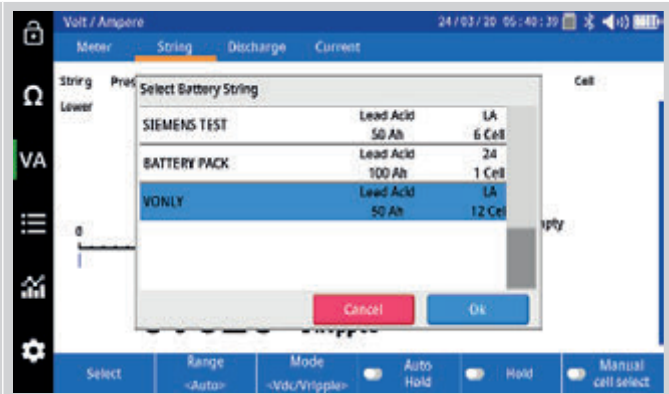 Volt / Ampere 24/03/20 05:40:39
Meter String Discharge Current
String Cell
Lower
Select Battery String
SIEMENS TEST Lead Acid LA
50 Ah 6 Cell
BATTERY PACK Lead Acid 24
100 Ah 1 Cell
VONLY Lead Acid LA
50 Ah 12 Cel
Ω
VA
0
Cancel Ok
Select
Range
<Auto>
Mode
<Vdc/Vripple>
Auto
Hold
Hold
Manual
cell select